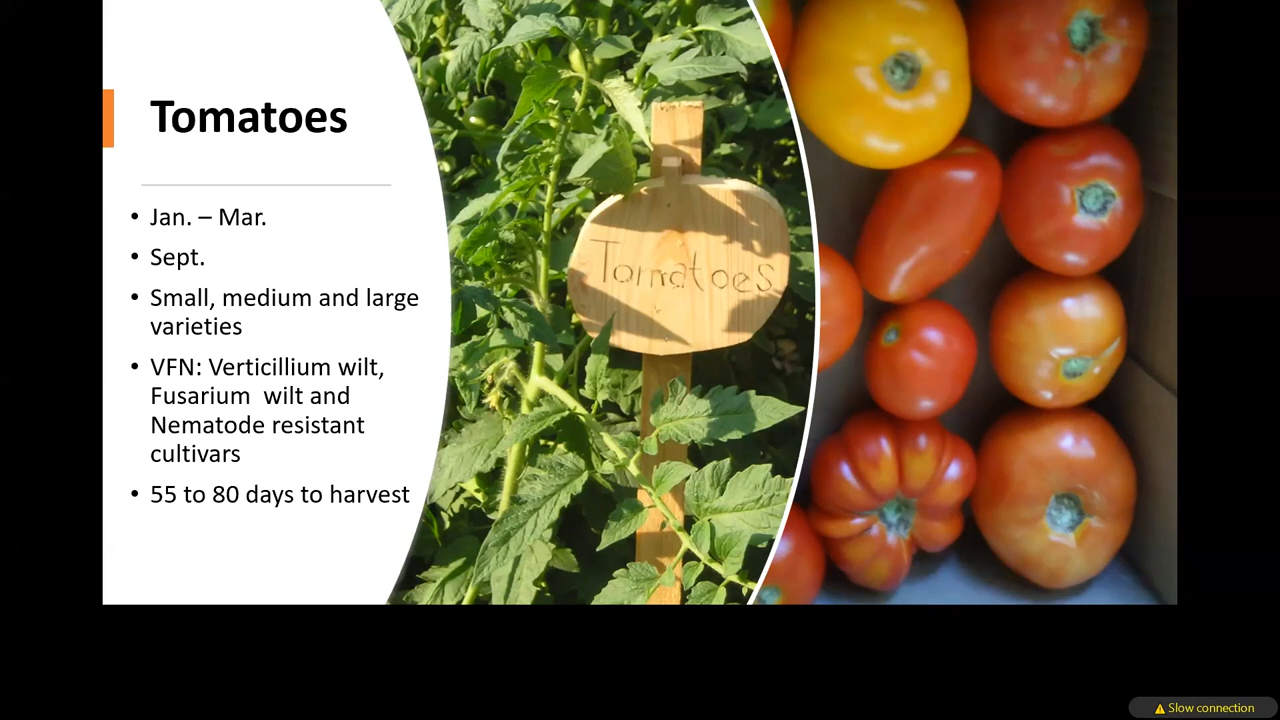 Tomatoes
• Jan. – Mar.
• Sept.
• Small, medium and large
varieties
• VFN: Verticillium wilt,
Fusarium  wilt and
Nematode resistant
cultivars
• 55 to 80 days to harvest
Tomatoes
Slow connection